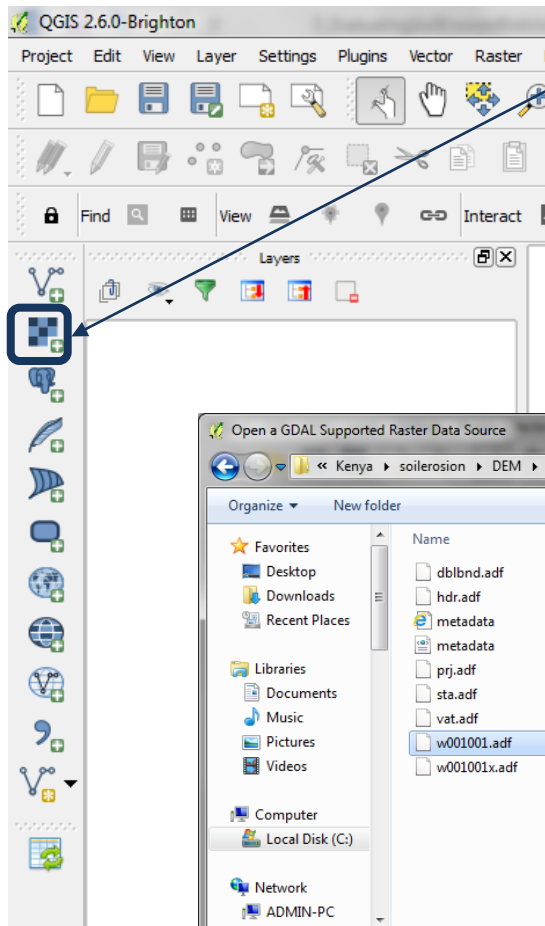 QGIS 2.6.0-Brighton
Project Edit View Layer Settings Plugins Vector Raster
Find View Interact
Layers
Open a GDAL Supported Raster Data Source
« Kenya ▸ soilerosion ▸ DEM ▸
Organize ▾ New folder
Name
Favorites
Desktop
Downloads
Recent Places
Libraries
Documents
Music
Pictures
Videos
Computer
Local Disk (C:)
Network
ADMIN-PC
dblbnd.adf
hdr.adf
metadata
metadata
prj.adf
sta.adf
vat.adf
w001001.adf
w001001x.adf